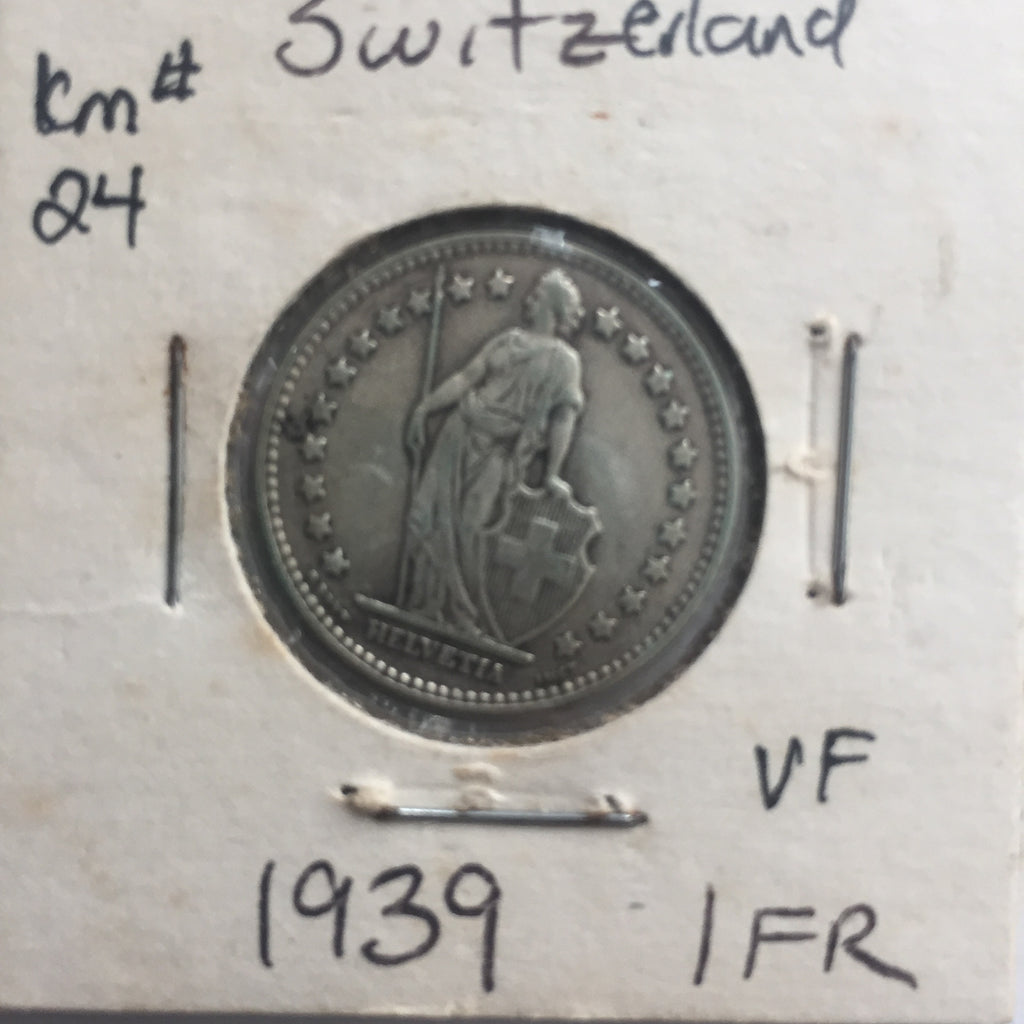 Switzerland
Km#
24
HELVETIA
VF
1939 1FR